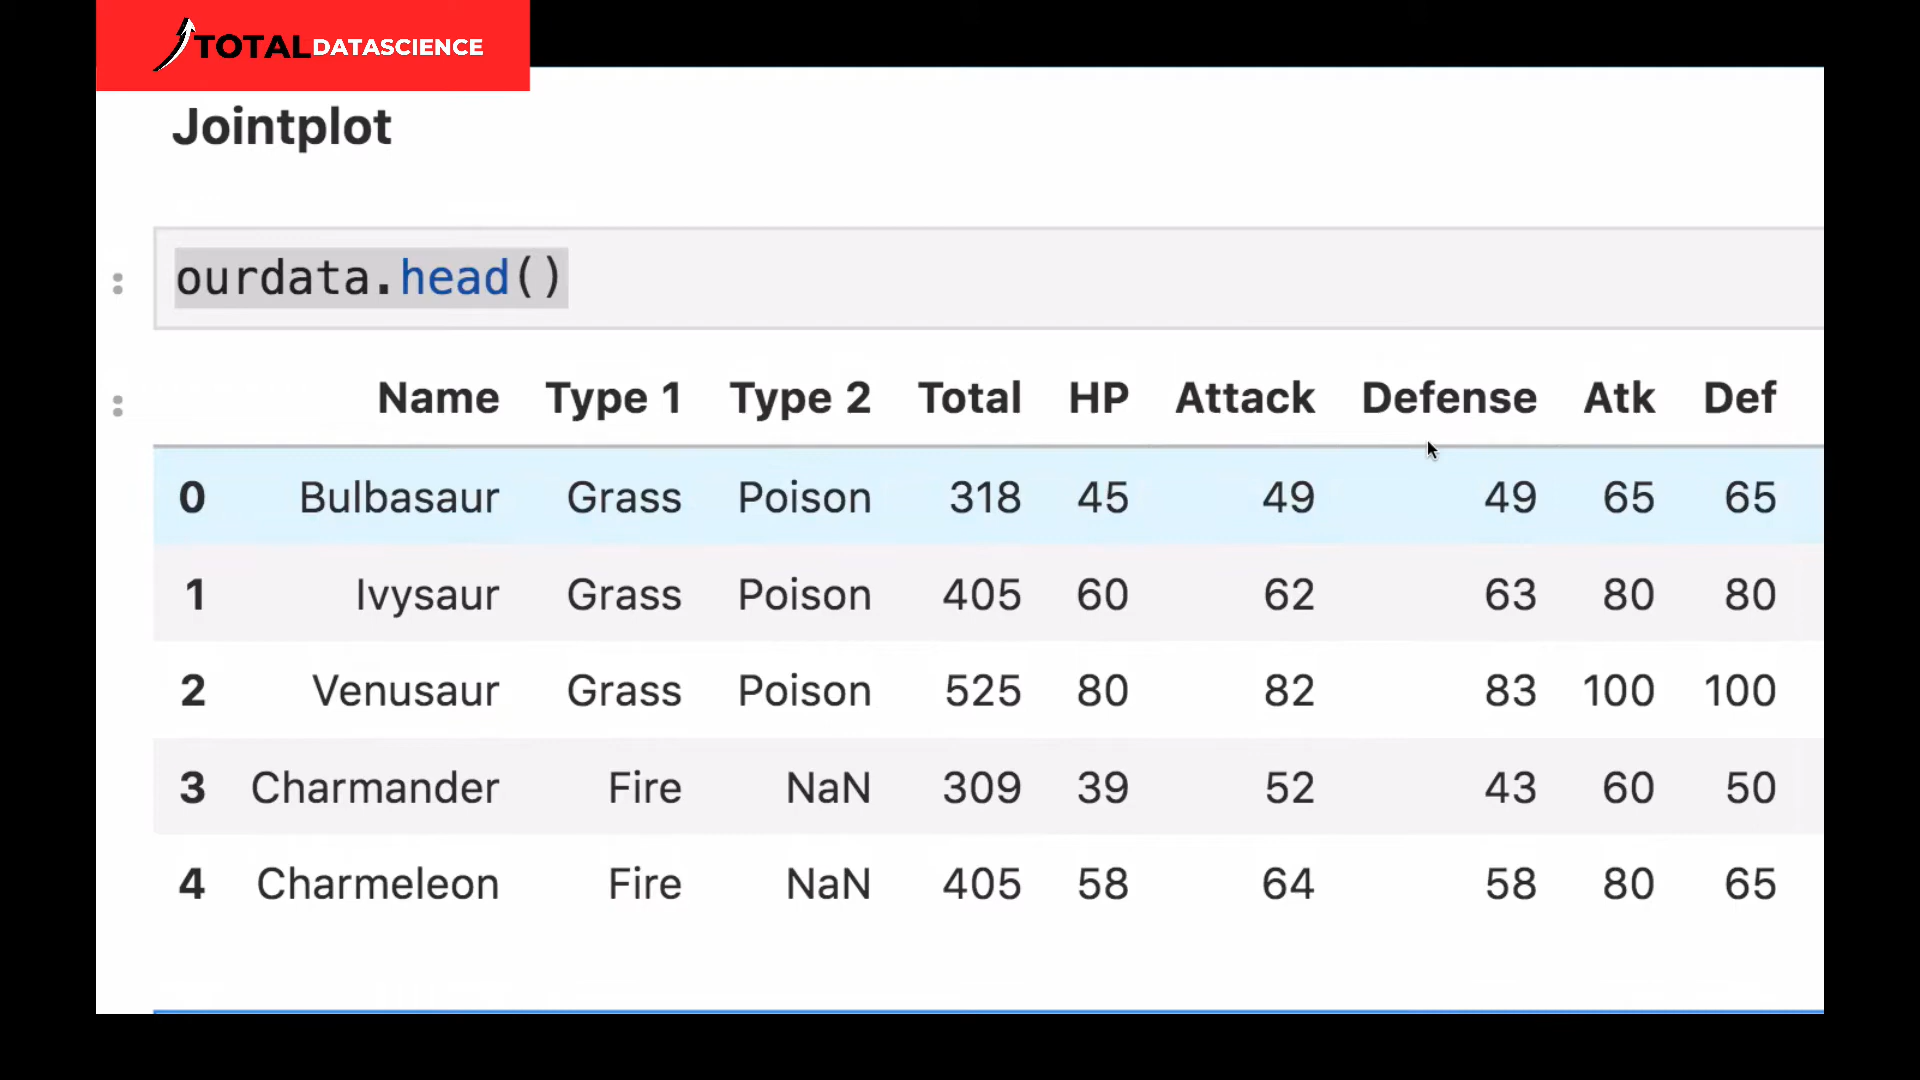 TOTALDATASCIENCE
Jointplot
: ourdata.head()
: Name Type 1 Type 2 Total HP Attack Defense Atk Def
0 Bulbasaur Grass Poison 318 45 49 49 65 65
1 Ivysaur Grass Poison 405 60 62 63 80 80
2 Venusaur Grass Poison 525 80 82 83 100 100
3 Charmander Fire NaN 309 39 52 43 60 50
4 Charmeleon Fire NaN 405 58 64 58 80 65